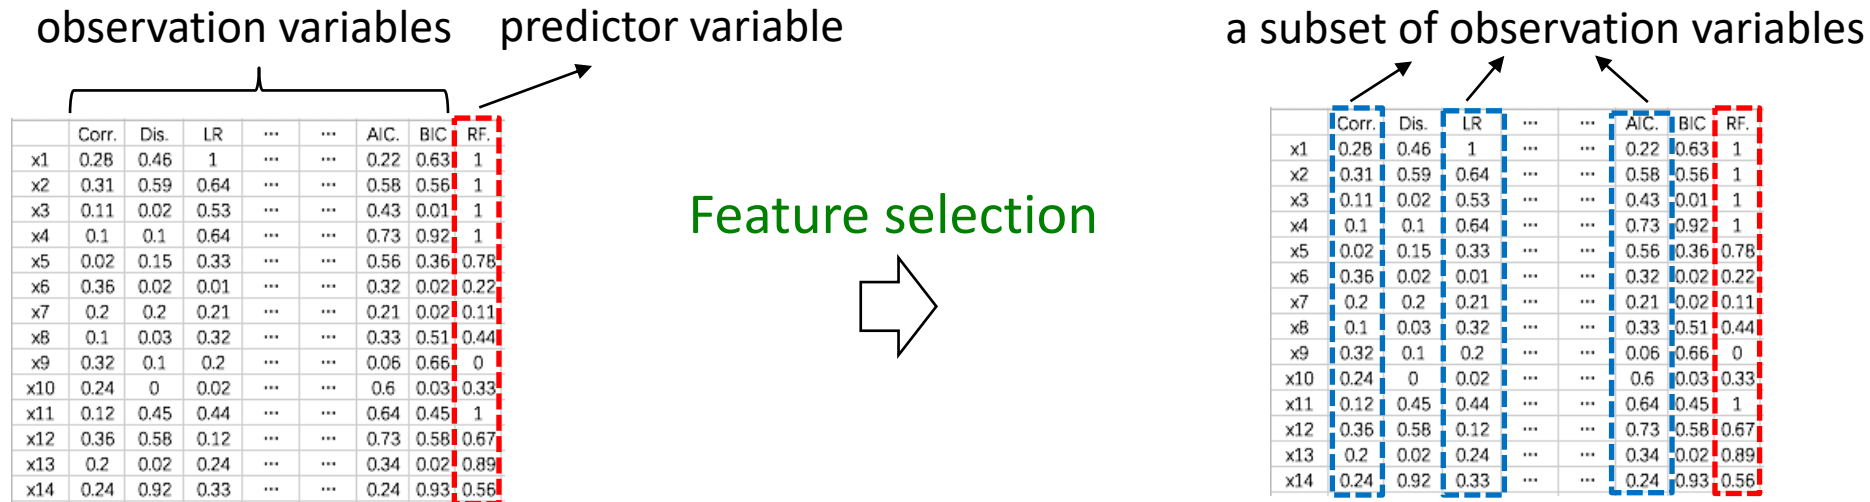 observation variables predictor variable
a subset of observation variables
Corr. Dis. LR ... ... AIC. BIC RF.
x1 0.28 0.46 1 ... ... 0.22 0.63 1
x2 0.31 0.59 0.64 ... ... 0.58 0.56 1
x3 0.11 0.02 0.53 ... ... 0.43 0.01 1
x4 0.1 0.1 0.64 ... ... 0.73 0.92 1
x5 0.02 0.15 0.33 ... ... 0.56 0.36 0.78
x6 0.36 0.02 0.01 ... ... 0.32 0.02 0.22
x7 0.2 0.2 0.21 ... ... 0.21 0.02 0.11
x8 0.1 0.03 0.32 ... ... 0.33 0.51 0.44
x9 0.32 0.1 0.2 ... ... 0.06 0.66 0
x10 0.24 0 0.02 ... ... 0.6 0.03 0.33
x11 0.12 0.45 0.44 ... ... 0.64 0.45 1
x12 0.36 0.58 0.12 ... ... 0.73 0.58 0.67
x13 0.2 0.02 0.24 ... ... 0.34 0.02 0.89
x14 0.24 0.92 0.33 ... ... 0.24 0.93 0.56
Feature selection
Corr. Dis. LR ... ... AIC. BIC RF.
x1 0.28 0.46 1 ... ... 0.22 0.63 1
x2 0.31 0.59 0.64 ... ... 0.58 0.56 1
x3 0.11 0.02 0.53 ... ... 0.43 0.01 1
x4 0.1 0.1 0.64 ... ... 0.73 0.92 1
x5 0.02 0.15 0.33 ... ... 0.56 0.36 0.78
x6 0.36 0.02 0.01 ... ... 0.32 0.02 0.22
x7 0.2 0.2 0.21 ... ... 0.21 0.02 0.11
x8 0.1 0.03 0.32 ... ... 0.33 0.51 0.44
x9 0.32 0.1 0.2 ... ... 0.06 0.66 0
x10 0.24 0 0.02 ... ... 0.6 0.03 0.33
x11 0.12 0.45 0.44 ... ... 0.64 0.45 1
x12 0.36 0.58 0.12 ... ... 0.73 0.58 0.67
x13 0.2 0.02 0.24 ... ... 0.34 0.02 0.89
x14 0.24 0.92 0.33 ... ... 0.24 0.93 0.56